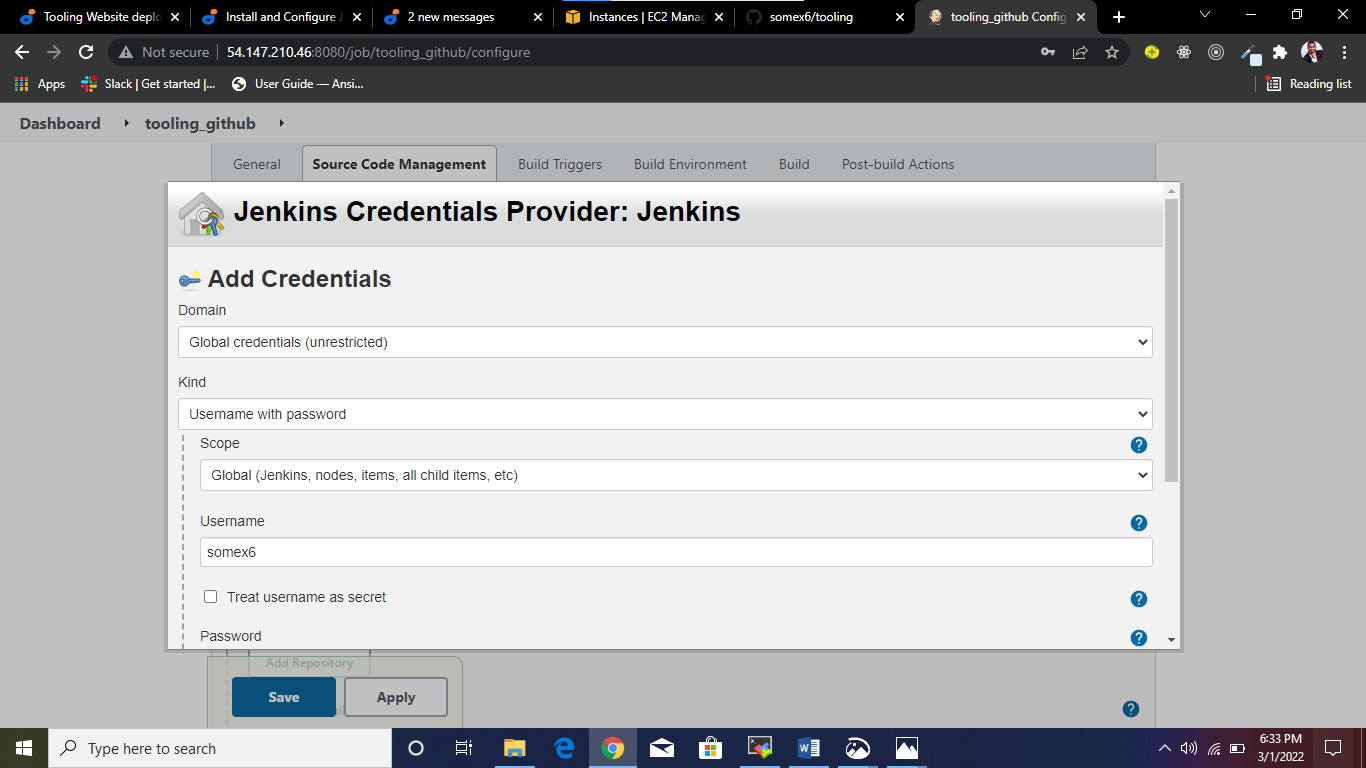 Tooling Website deplo
Install and Configure J
2 new messages
Instances | EC2 Manag
somex6/tooling
tooling_github Config
Not secure
54.147.210.46:8080/job/tooling_github/configure
Apps
Slack | Get started |...
User Guide — Ansi...
Reading list
Dashboard
tooling_github
General
Source Code Management
Build Triggers
Build Environment
Build
Post-build Actions
Jenkins Credentials Provider: Jenkins
Add Credentials
Domain
Global credentials (unrestricted)
Kind
Username with password
Scope
Global (Jenkins, nodes, items, all child items, etc)
Username
somex6
Treat username as secret
Password
Add Repository
Save
Apply
Type here to search
6:33 PM
3/1/2022